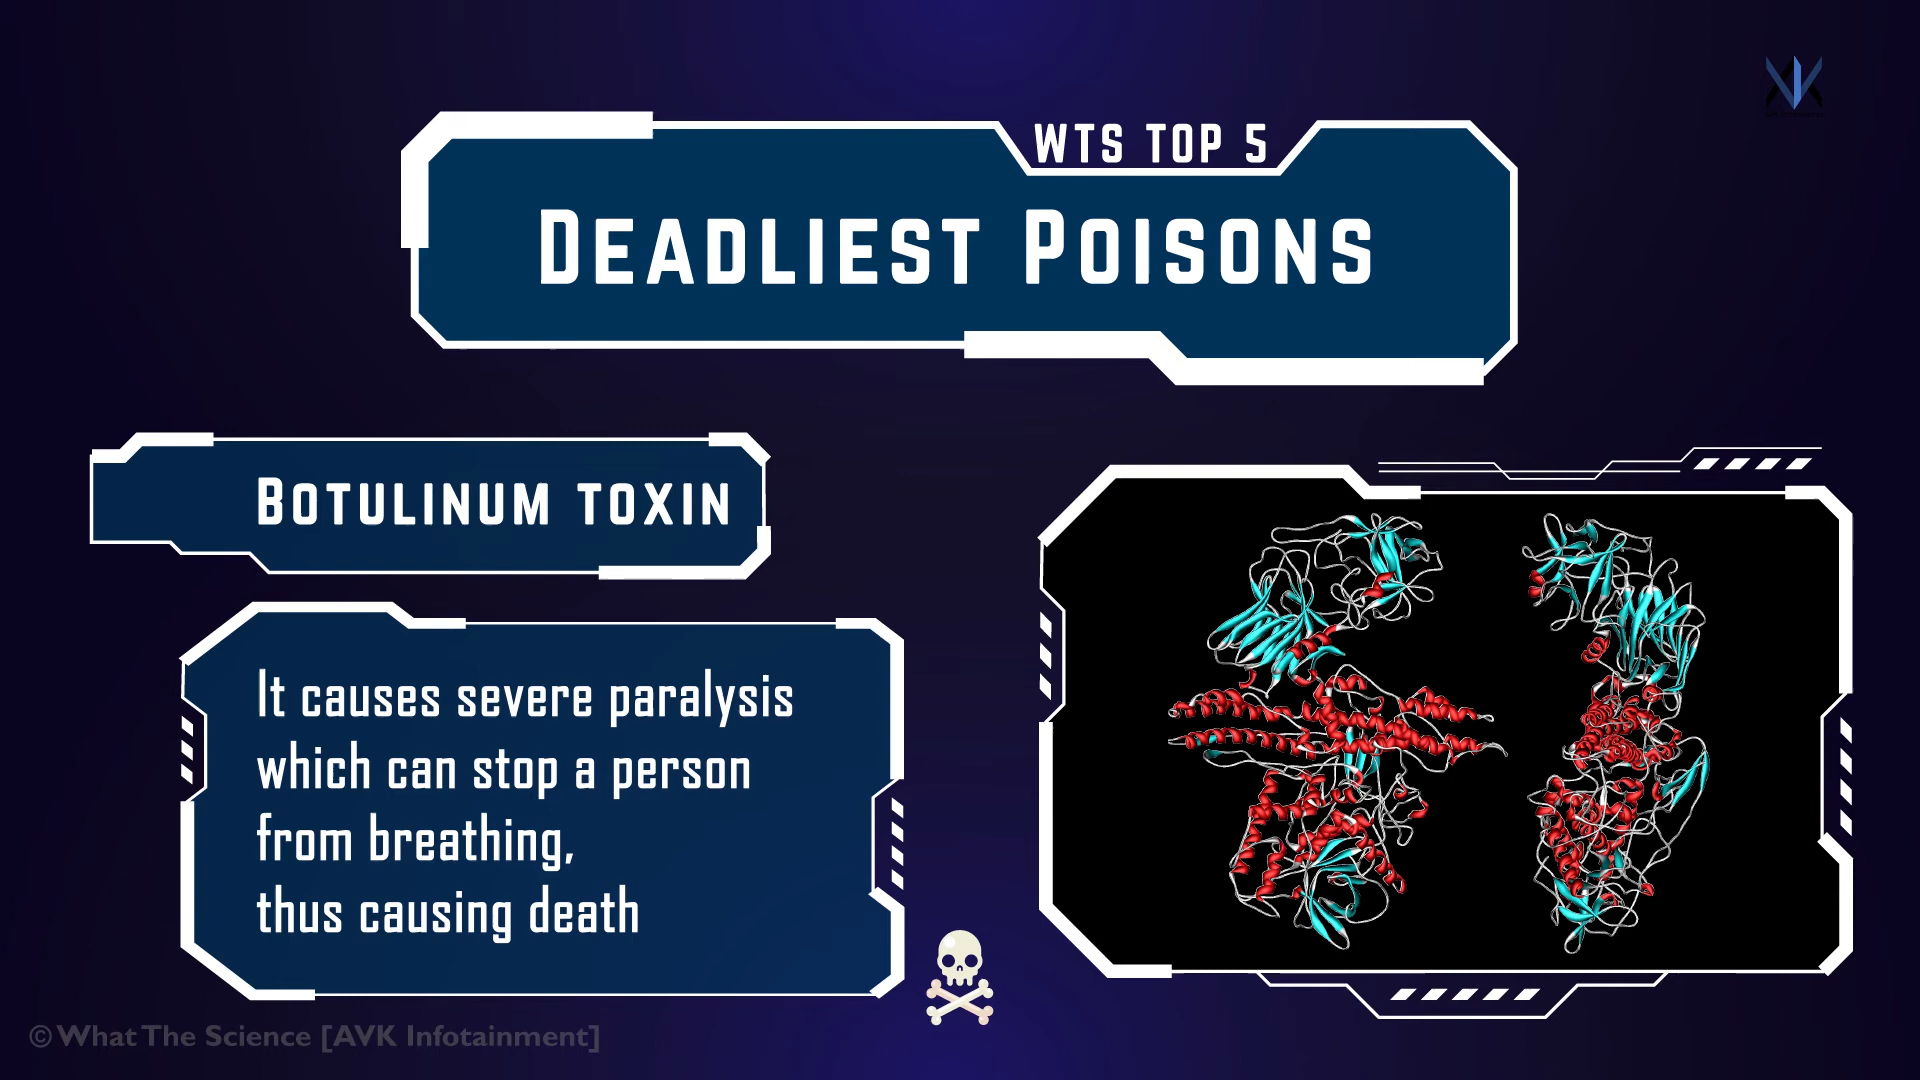 WTS TOP 5
DEADLIEST POISONS
BOTULINUM TOXIN
It causes severe paralysis
which can stop a person
from breathing,
thus causing death
©What The Science [AVK Infotainment]